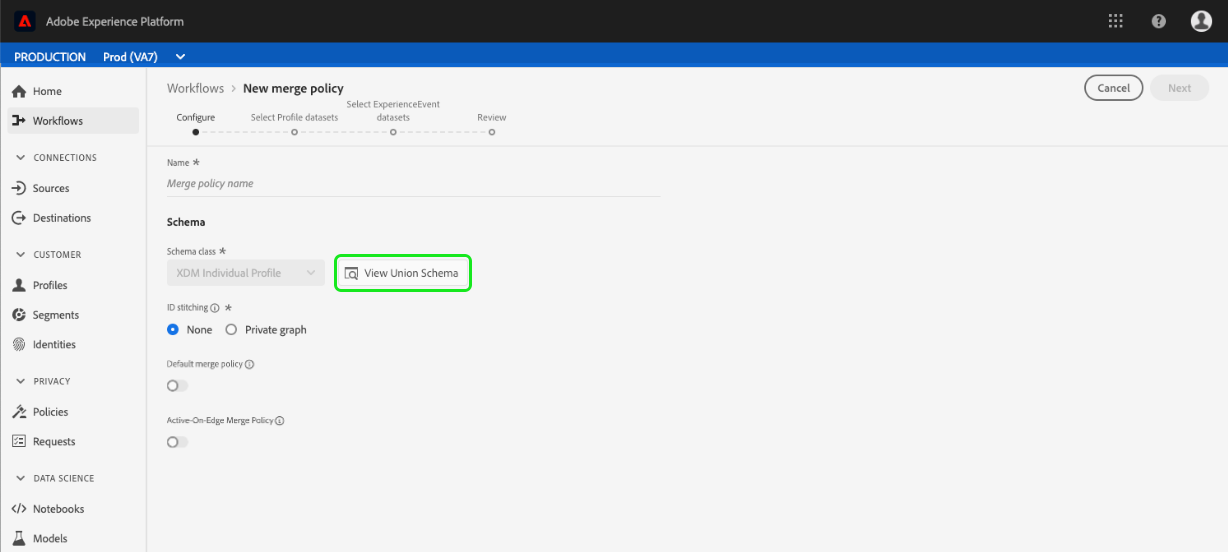 Adobe Experience Platform
PRODUCTION Prod (VA7)
Home
Workflows
CONNECTIONS
Sources
Destinations
CUSTOMER
Profiles
Segments
Identities
PRIVACY
Policies
Requests
DATA SCIENCE
Notebooks
Models
Workflows > New merge policy
Cancel
Next
Configure
Select Profile datasets
Select ExperienceEvent
datasets
Review
Name *
Merge policy name
Schema
Schema class *
XDM Individual Profile
View Union Schema
ID stitching *
None Private graph
Default merge policy
Active-On-Edge Merge Policy